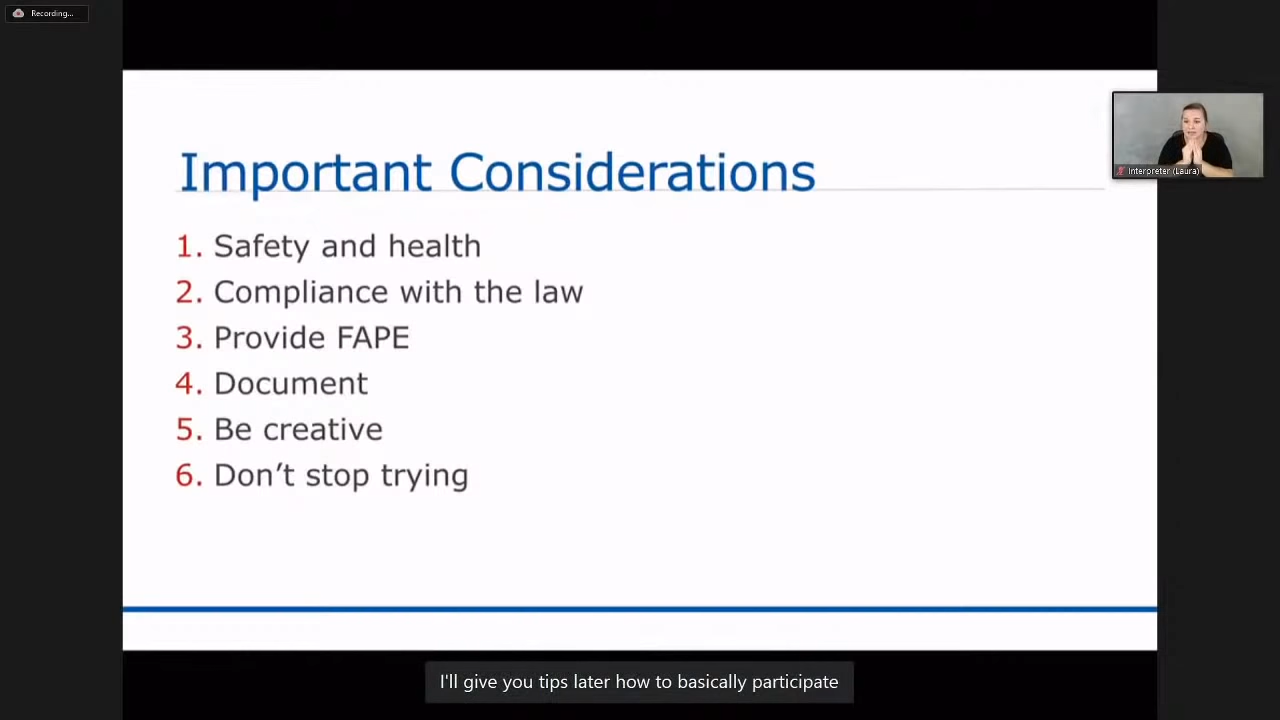 Recording...
Important Considerations
1. Safety and health
2. Compliance with the law
3. Provide FAPE
4. Document
5. Be creative
6. Don’t stop trying
Interpreter (Laura)
I'll give you tips later how to basically participate